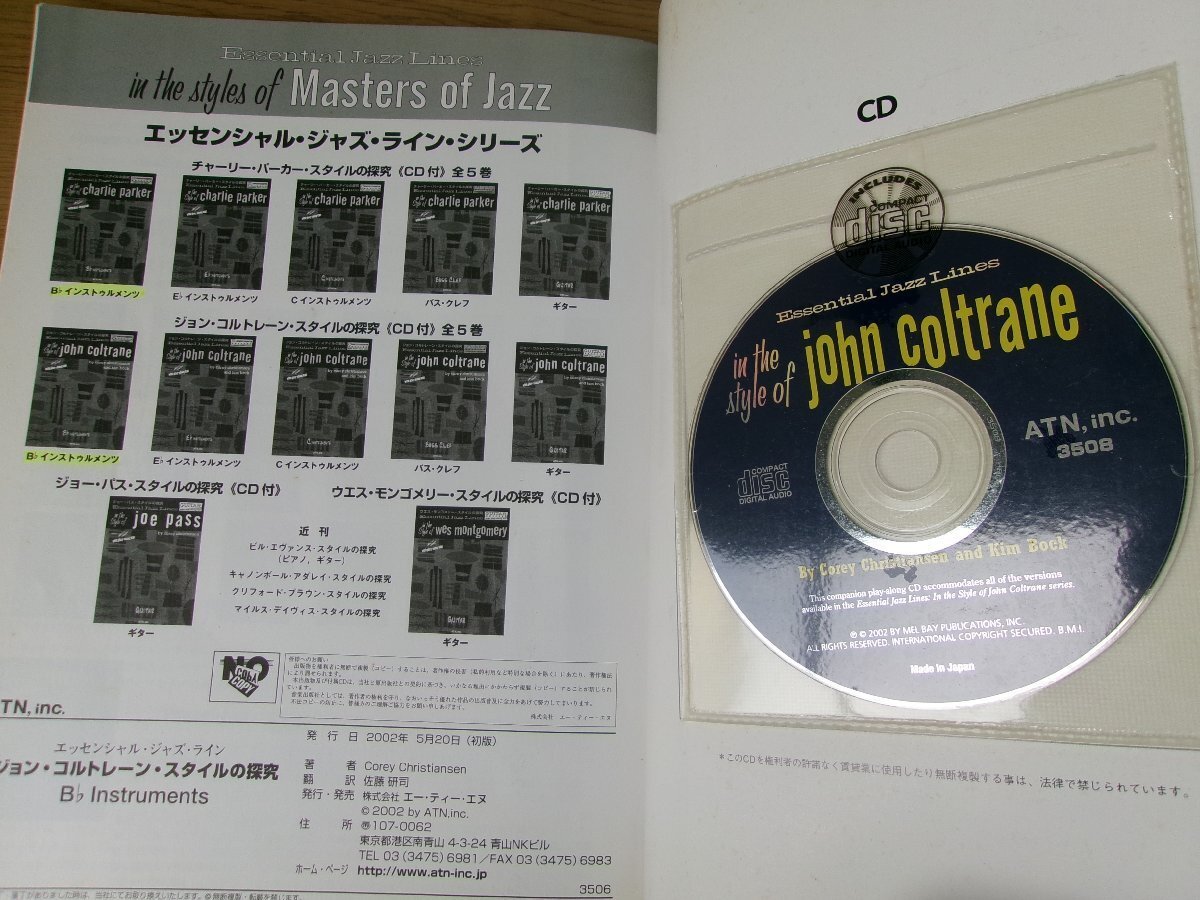 Essential Jazz Lines
in the styles of Masters of Jazz
エッセンシャル・ジャズ・ライン・シリーズ
チャーリー・パーカー・スタイルの探究《CD付》全5巻
charlie parker
charlie parker
charlie parker
charlie parker
charlie parker
B♭インストゥルメンツ
E♭インストゥルメンツ
Cインストゥルメンツ
バス・クレフ
ギター
ジョン・コルトレーン・スタイルの探究《CD付》全5巻
john coltrane
john coltrane
john coltrane
john coltrane
john coltrane
B♭インストゥルメンツ
E♭インストゥルメンツ
Cインストゥルメンツ
バス・クレフ
ギター
ジョー・パス・スタイルの探究《CD付》
ウエス・モンゴメリー・スタイルの探究《CD付》
joe pass
GUITAR
ギター
近刊
ビル・エヴァンス・スタイルの探究
(ピアノ, ギター)
キャノンボール・アダレイ・スタイルの探究
クリフォード・ブラウン・スタイルの探究
マイルス・デイヴィス・スタイルの探究
wes montgomery
GUITAR
ギター
NO COPY
皆様へのお願い
株式会社 エー・ティー・エヌ
ATN, inc.
エッセンシャル・ジャズ・ライン
ジョン・コルトレーン・スタイルの探究
B♭ Instruments
発行日 2002年 5月20日(初版)
著者 Corey Christiansen
翻訳 佐藤 研司
発行・発売 株式会社 エー・ティー・エヌ
© 2002 by ATN,inc.
住所 〒107-0062
東京都港区南青山 4-3-24 青山NKビル
TEL 03 (3475) 6981／FAX 03 (3475) 6983
ホーム・ページ http://www.atn-inc.jp
3506
CD
INCLUDES
COMPACT
disc
DIGITAL AUDIO
Essential Jazz Lines
in the style of john coltrane
ATN, inc.
3508
COMPACT
disc
DIGITAL AUDIO
By Corey Christiansen and Kim Bock
This companion play-along CD accommodates all of the versions
available in the Essential Jazz Lines: In the Style of John Coltrane series.
℗ © 2002 BY MEL BAY PUBLICATIONS, INC.
ALL RIGHTS RESERVED. INTERNATIONAL COPYRIGHT SECURED. B.M.I.
Made in Japan
＊このCDを権利者の許諾なく賃貸業に使用したり無断複製する事は、法律で禁じられています。